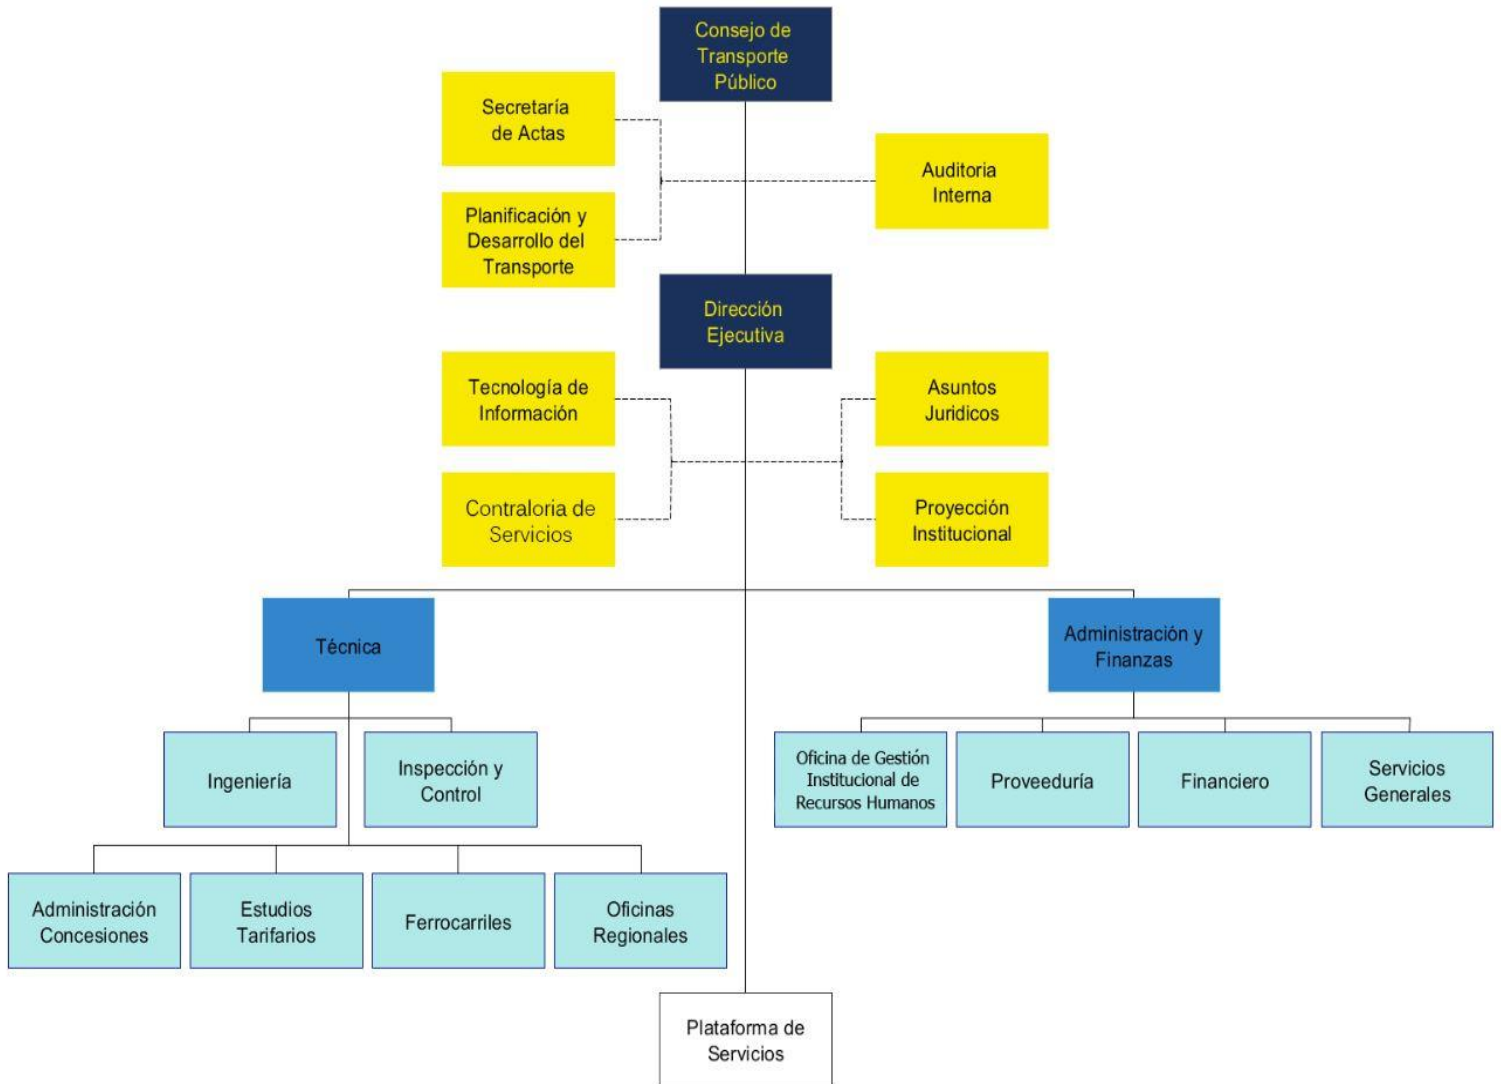 Consejo de
Transporte
Público
Secretaría
de Actas
Auditoria
Interna
Planificación y
Desarrollo del
Transporte
Dirección
Ejecutiva
Tecnología de
Información
Asuntos
Juridicos
Contraloria de
Servicios
Proyección
Institucional
Técnica
Administración y
Finanzas
Ingeniería
Inspección y
Control
Oficina de Gestión
Institucional de
Recursos Humanos
Proveeduría
Financiero
Servicios
Generales
Administración
Concesiones
Estudios
Tarifarios
Ferrocarriles
Oficinas
Regionales
Plataforma de
Servicios